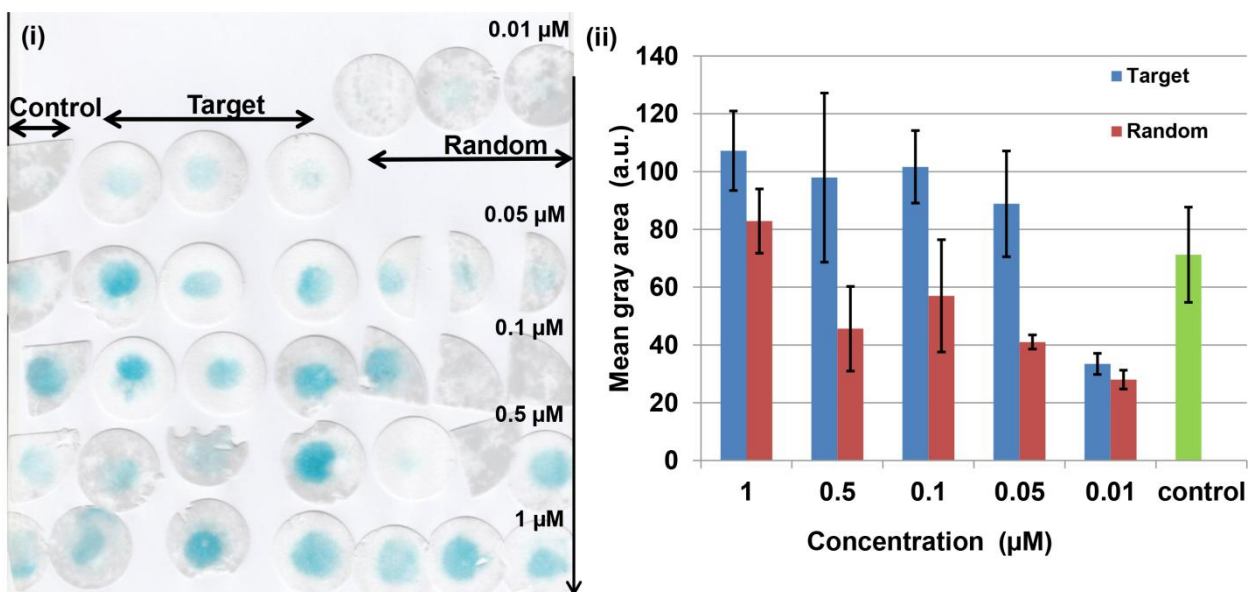 (i)
0.01 µM
Control
Target
Random
0.05 µM
0.1 µM
0.5 µM
1 µM
(ii)
Mean gray area (a.u.)
140
120
100
80
60
40
20
0
Target
Random
1 0.5 0.1 0.05 0.01 control
Concentration (µM)